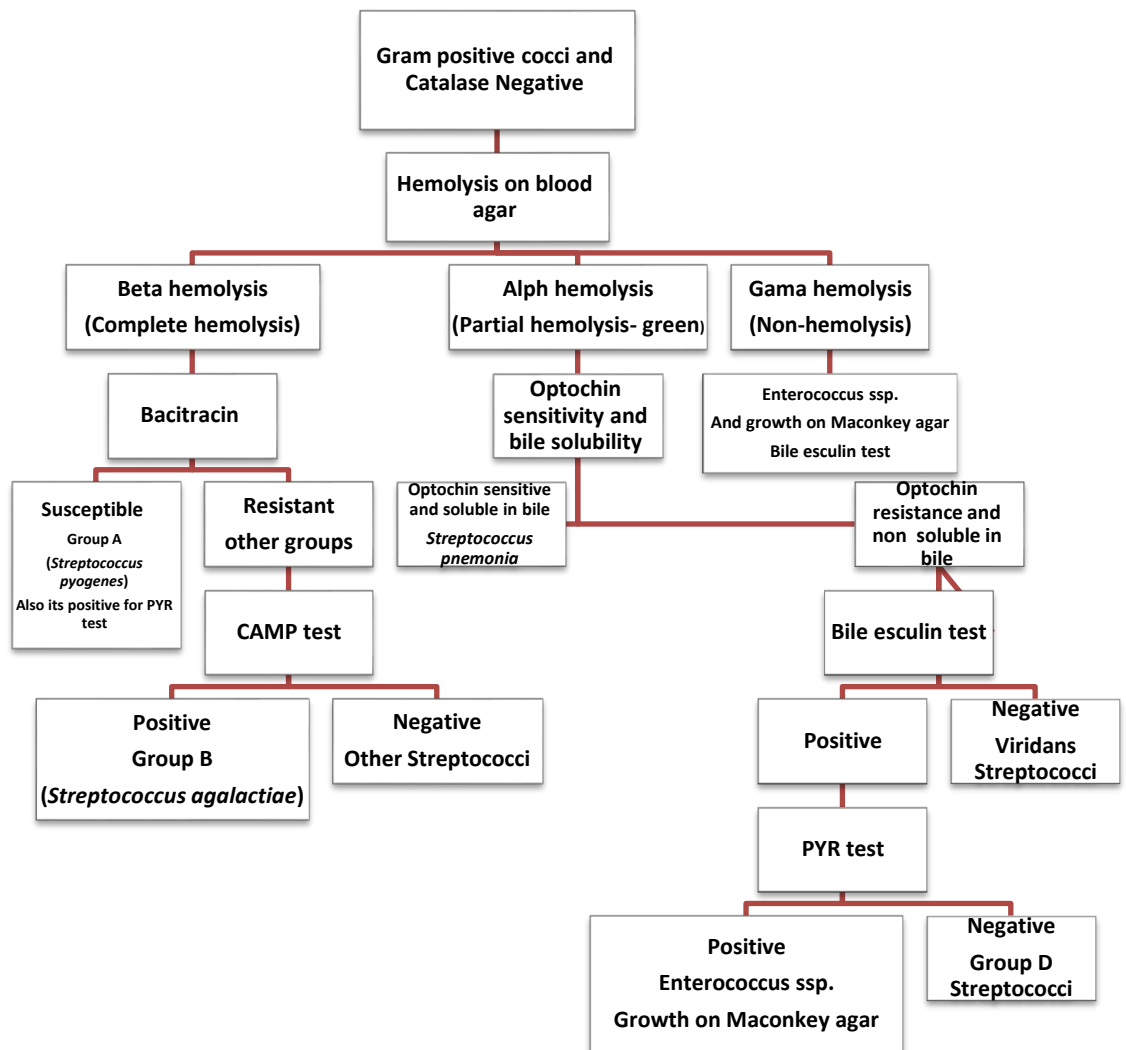 Gram positive cocci and
Catalase Negative
Hemolysis on blood
agar
Beta hemolysis
(Complete hemolysis)
Alph hemolysis
(Partial hemolysis- green)
Gama hemolysis
(Non-hemolysis)
Bacitracin
Optochin
sensitivity and
bile solubility
Enterococcus ssp.
And growth on Maconkey agar
Bile esculin test
Susceptible
Group A
(Streptococcus
pyogenes)
Also its positive for PYR
test
Resistant
other groups
Optochin sensitive
and soluble in bile
Streptococcus
pnemonia
Optochin
resistance and
non soluble in
bile
CAMP test
Bile esculin test
Positive
Group B
(Streptococcus agalactiae)
Negative
Other Streptococci
Positive
Negative
Viridans
Streptococci
PYR test
Positive
Enterococcus ssp.
Growth on Maconkey agar
Negative
Group D
Streptococci